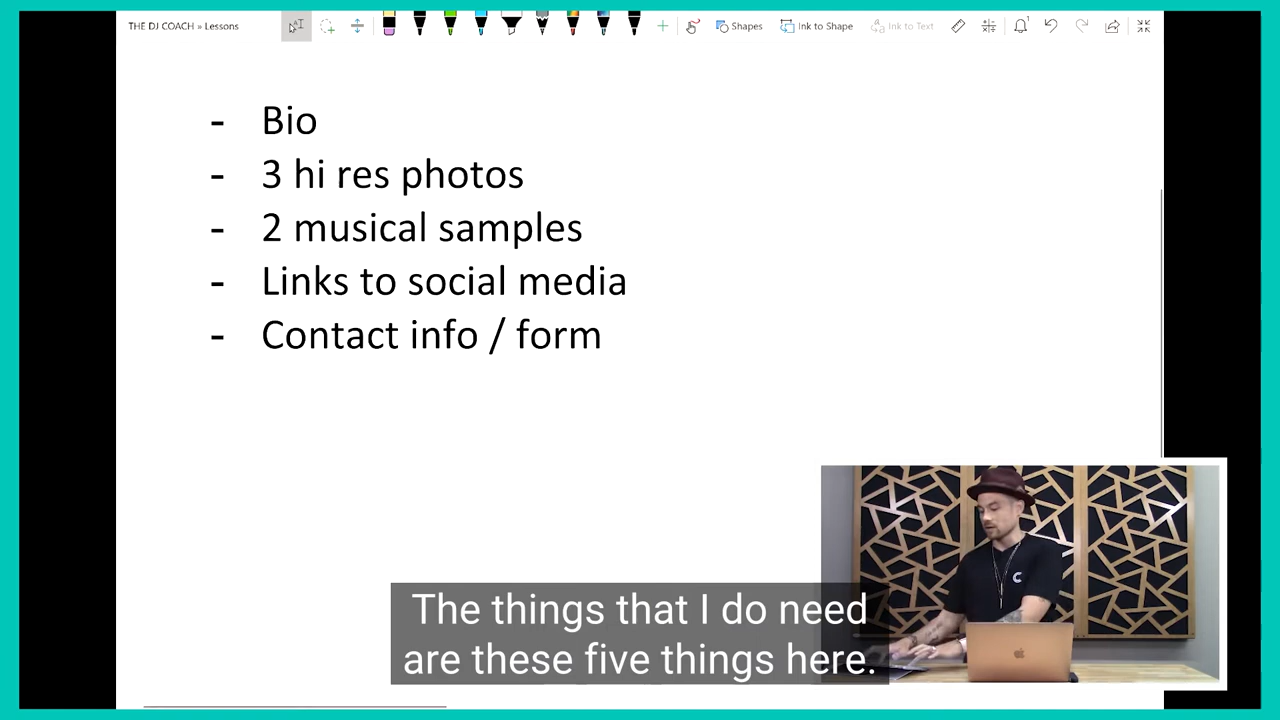 THE DJ COACH » Lessons
Shapes
Ink to Shape
Ink to Text
- Bio
- 3 hi res photos
- 2 musical samples
- Links to social media
- Contact info / form
C
The things that I do need
are these five things here.